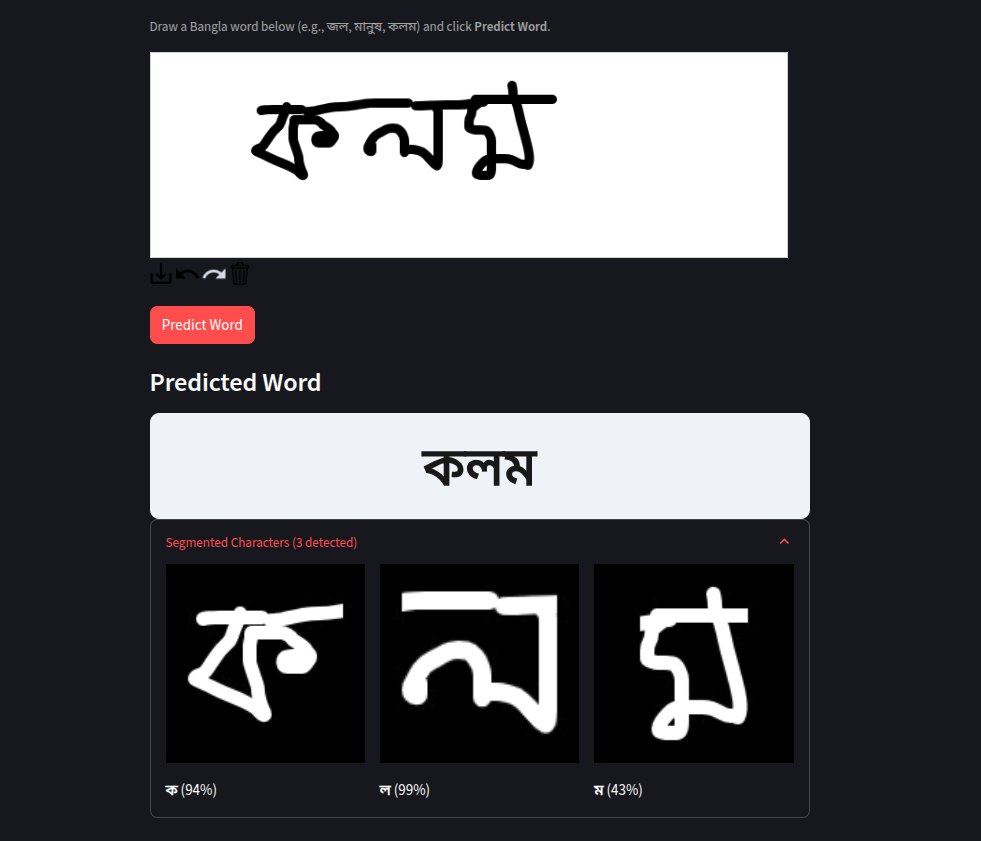 Draw a Bangla word below (e.g., জল, মানুষ, কলম) and click Predict Word.
কলম
Predict Word
Predicted Word
কলম
Segmented Characters (3 detected)
ক ল ম
ক (94%) ল (99%) ম (43%)